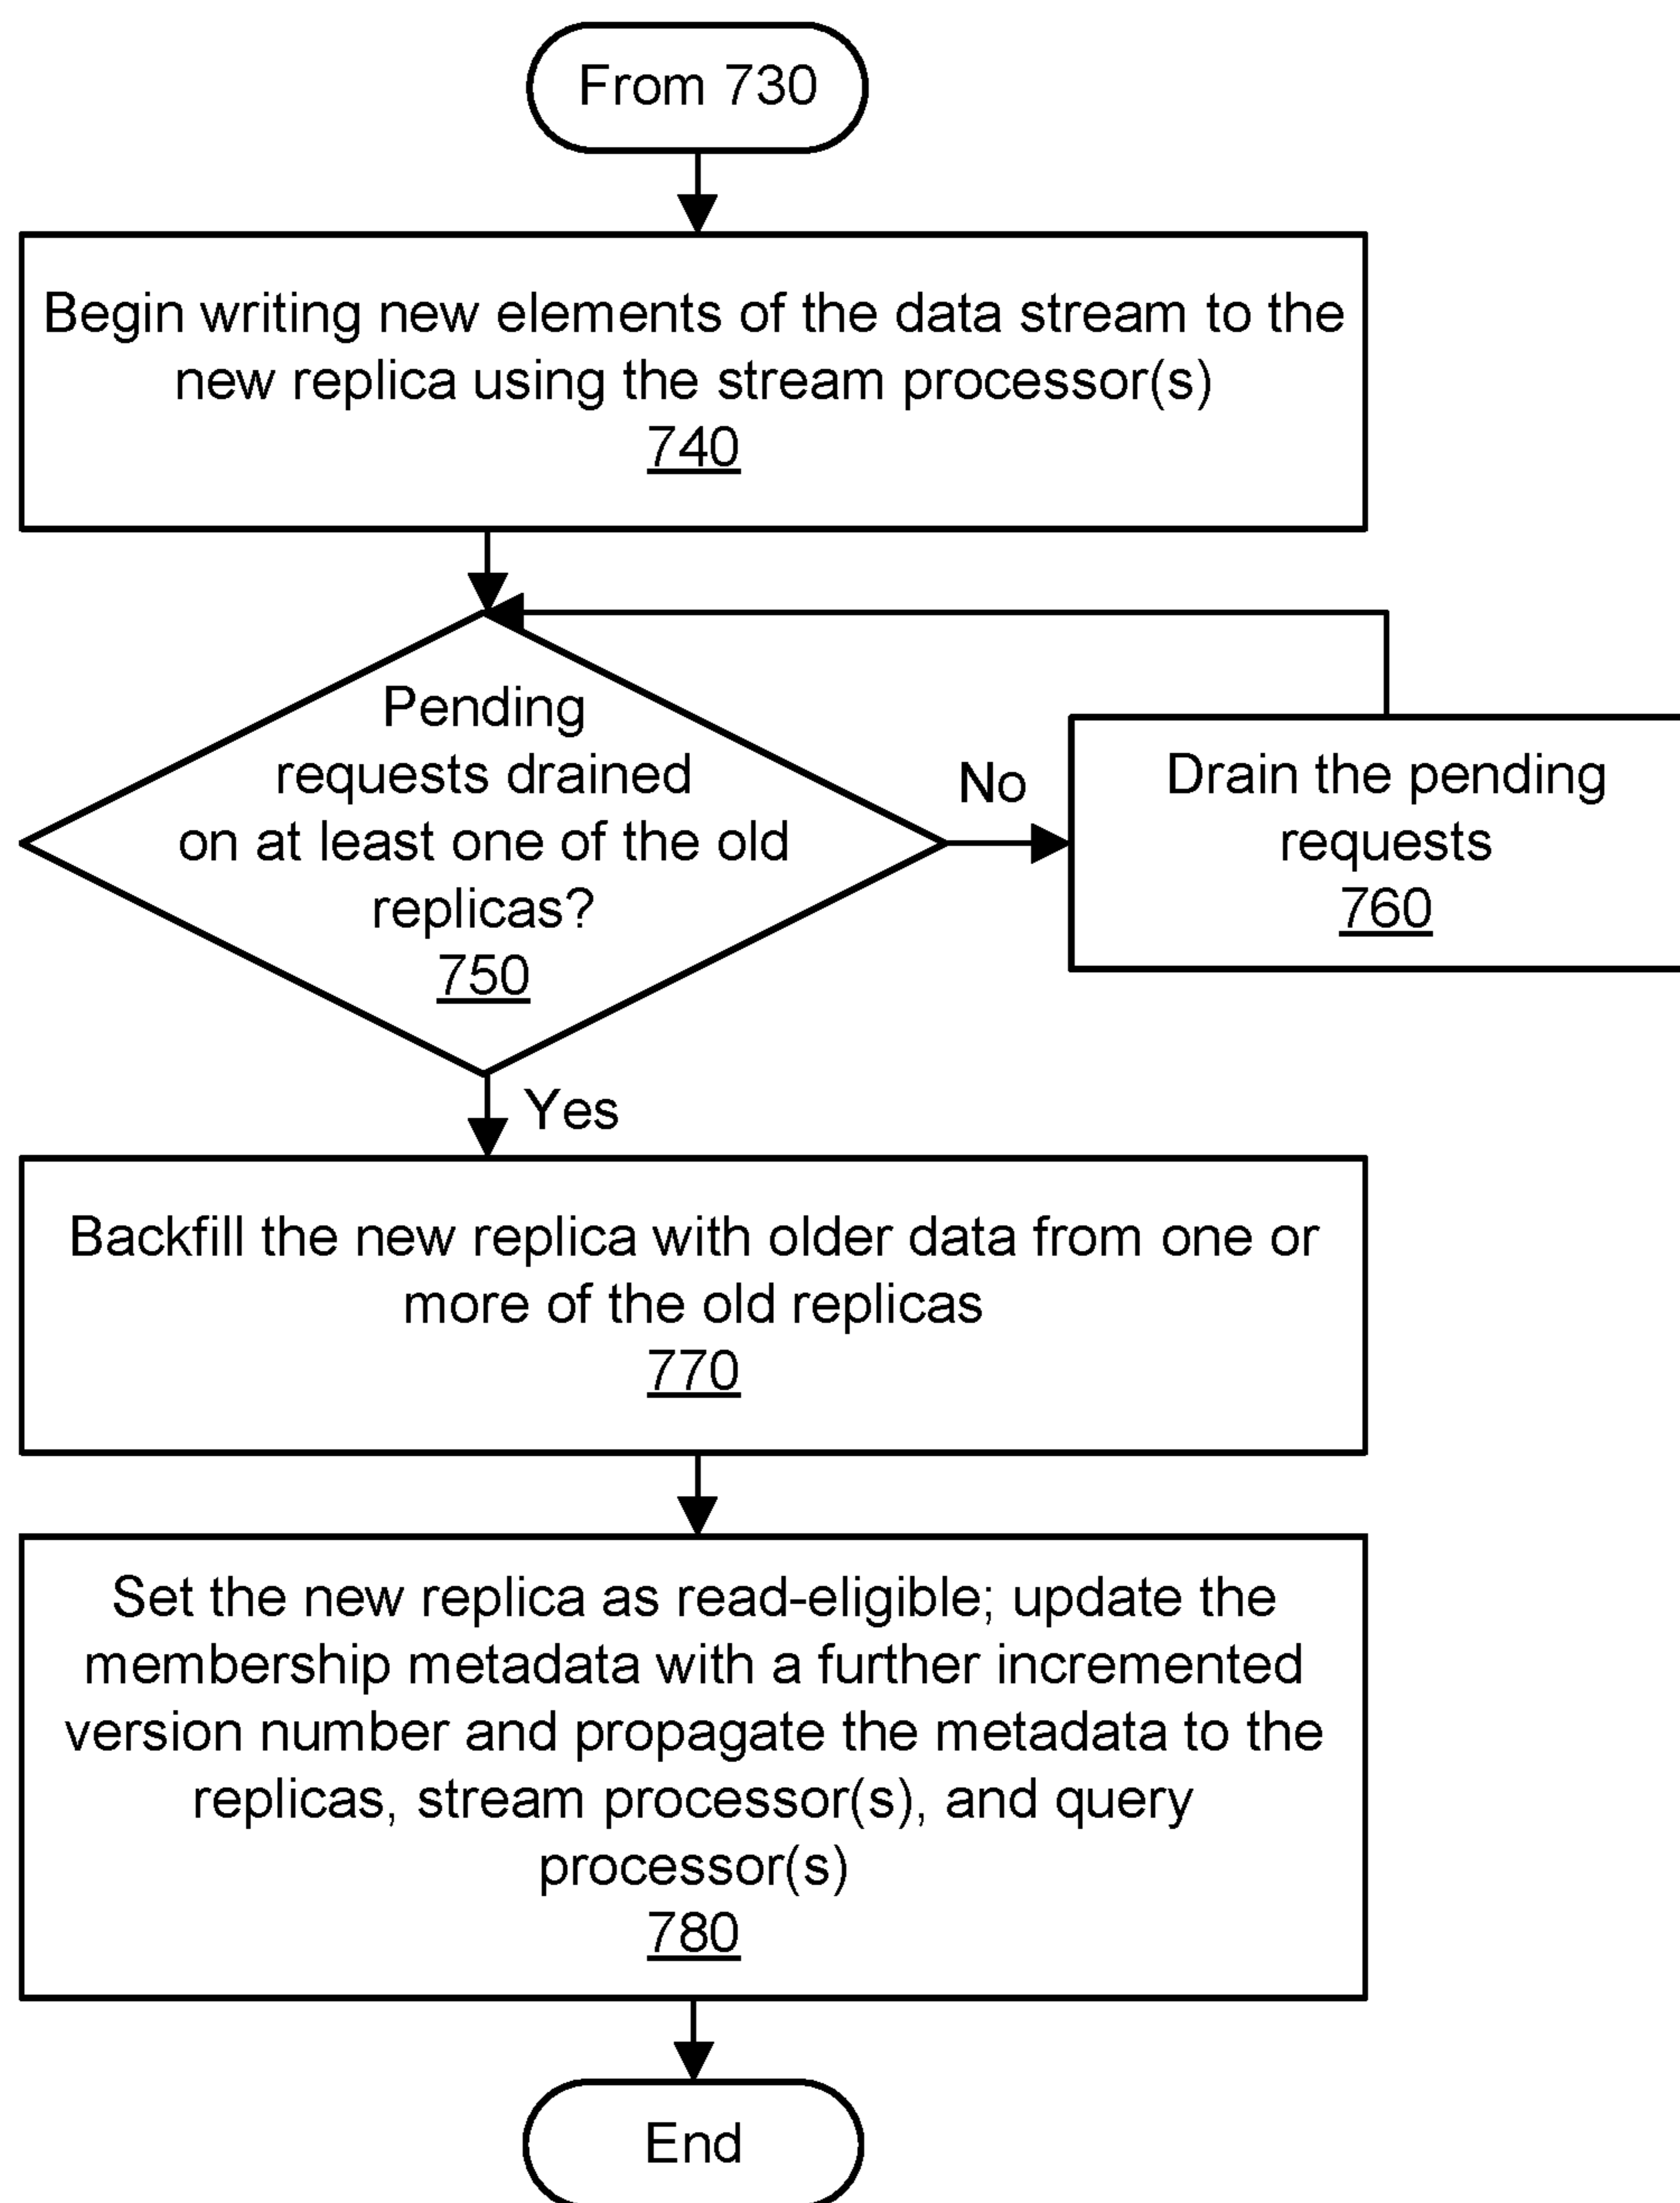 From 730
Begin writing new elements of the data stream to the
new replica using the stream processor(s)
740
Pending
requests drained
on at least one of the old
replicas?
750
No
Drain the pending
requests
760
Yes
Backfill the new replica with older data from one or
more of the old replicas
770
Set the new replica as read-eligible; update the
membership metadata with a further incremented
version number and propagate the metadata to the
replicas, stream processor(s), and query
processor(s)
780
End